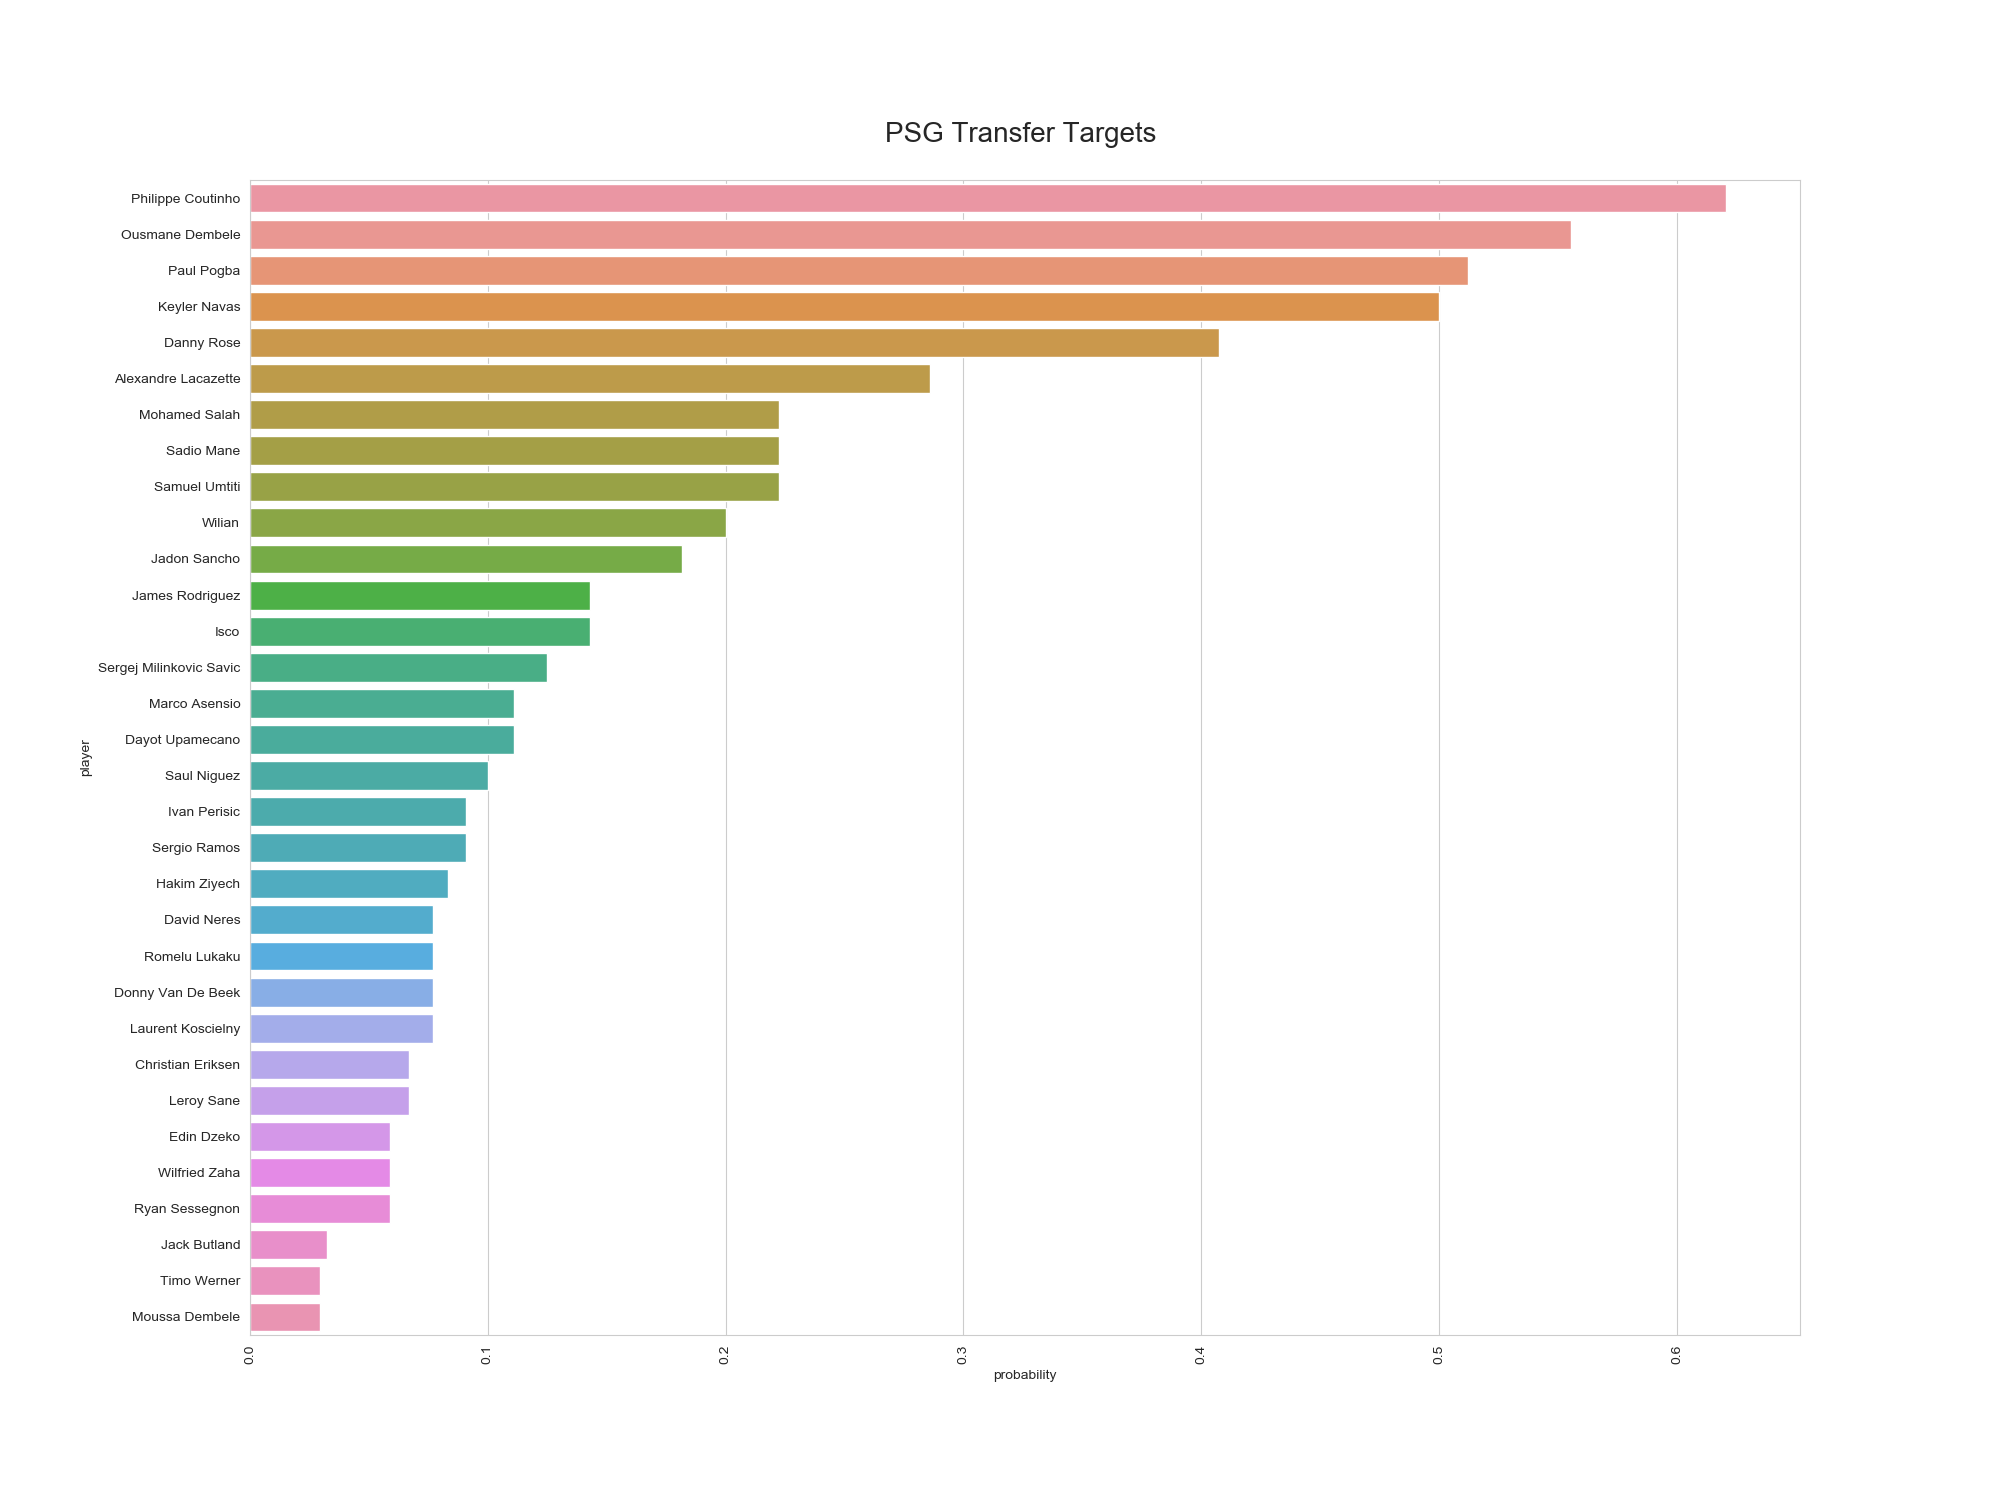 PSG Transfer Targets
Philippe Coutinho
Ousmane Dembele
Paul Pogba
Keyler Navas
Danny Rose
Alexandre Lacazette
Mohamed Salah
Sadio Mane
Samuel Umtiti
Wilian
Jadon Sancho
James Rodriguez
Isco
Sergej Milinkovic Savic
Marco Asensio
Dayot Upamecano
Saul Niguez
Ivan Perisic
Sergio Ramos
Hakim Ziyech
David Neres
Romelu Lukaku
Donny Van De Beek
Laurent Koscielny
Christian Eriksen
Leroy Sane
Edin Dzeko
Wilfried Zaha
Ryan Sessegnon
Jack Butland
Timo Werner
Moussa Dembele
player
0.0 0.1 0.2 0.3 0.4 0.5 0.6
probability